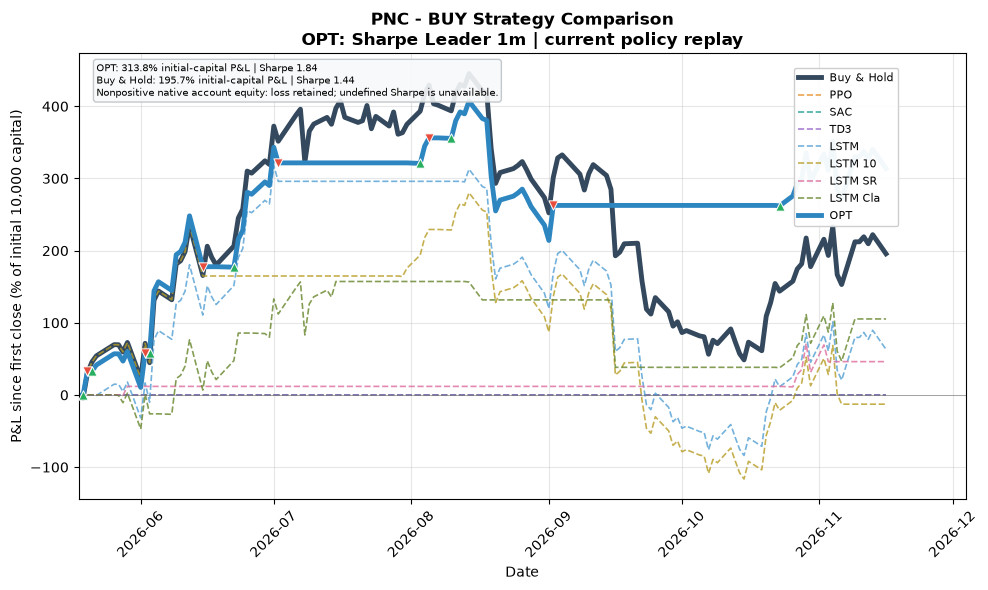 PNC - BUY Strategy Comparison
OPT: Sharpe Leader 1m | current policy replay
OPT: 313.8% initial-capital P&L | Sharpe 1.84
Buy & Hold: 195.7% initial-capital P&L | Sharpe 1.44
Nonpositive native account equity: loss retained; undefined Sharpe is unavailable.
Buy & Hold
PPO
SAC
TD3
LSTM
LSTM 10
LSTM SR
LSTM Cla
OPT
P&L since first close (% of initial 10,000 capital)
400
300
200
100
0
−100
2026-06
2026-07
2026-08
2026-09
2026-10
2026-11
2026-12
Date